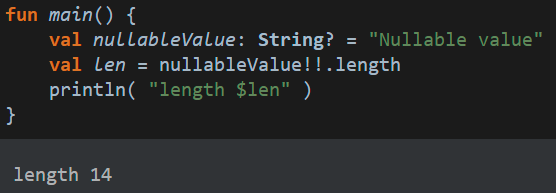 fun main() {
    val nullableValue: String? = "Nullable value"
    val len = nullableValue!!.length
    println( "length $len" )
}
length 14